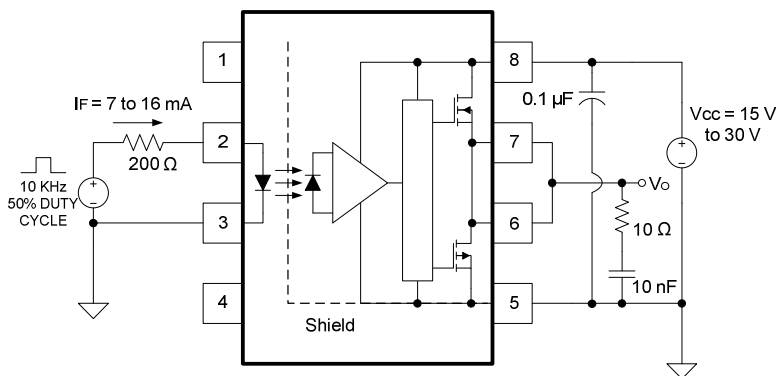 1
8
IF = 7 to 16 mA
0.1 µF
Vcc = 15 V
to 30 V
2
7
200 Ω
10 KHz
50% DUTY
CYCLE
Vo
3
6
10 Ω
10 nF
4
5
Shield